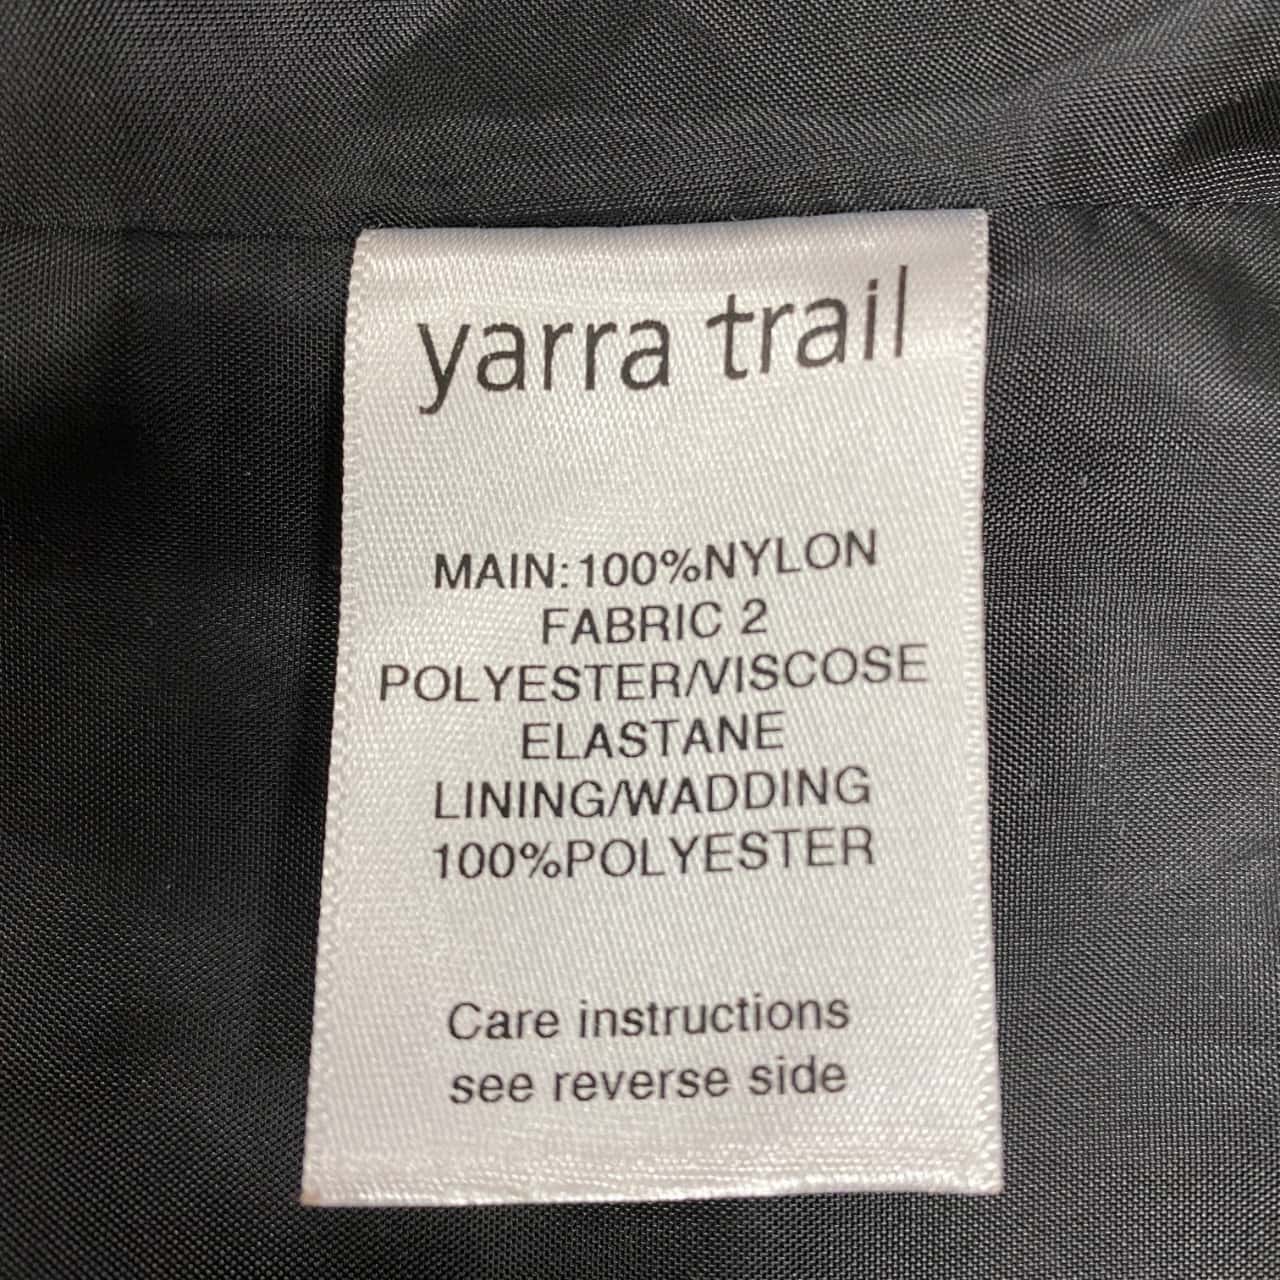 yarra trail
MAIN:100%NYLON
FABRIC 2
POLYESTER/VISCOSE
ELASTANE
LINING/WADDING
100%POLYESTER
Care instructions
see reverse side